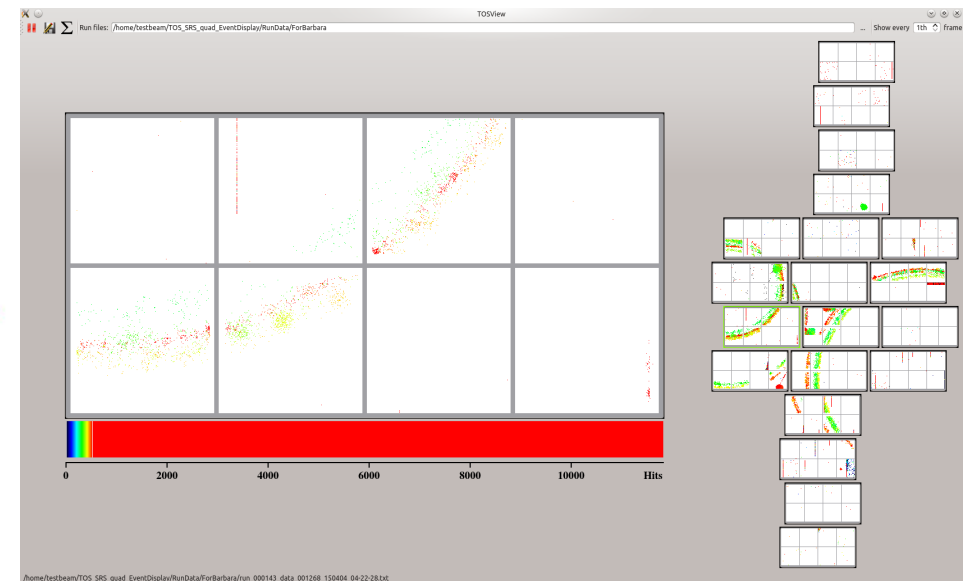 TOSView
Run files: /home/testbeam/TOS_SRS_quad_EventDisplay/RunData/ForBarbara ... Show every 1th frame
0 2000 4000 6000 8000 10000 Hits
/home/testbeam/TOS_SRS_quad_EventDisplay/RunData/ForBarbara/run_000143_data_001268_150404_04-22-28.txt